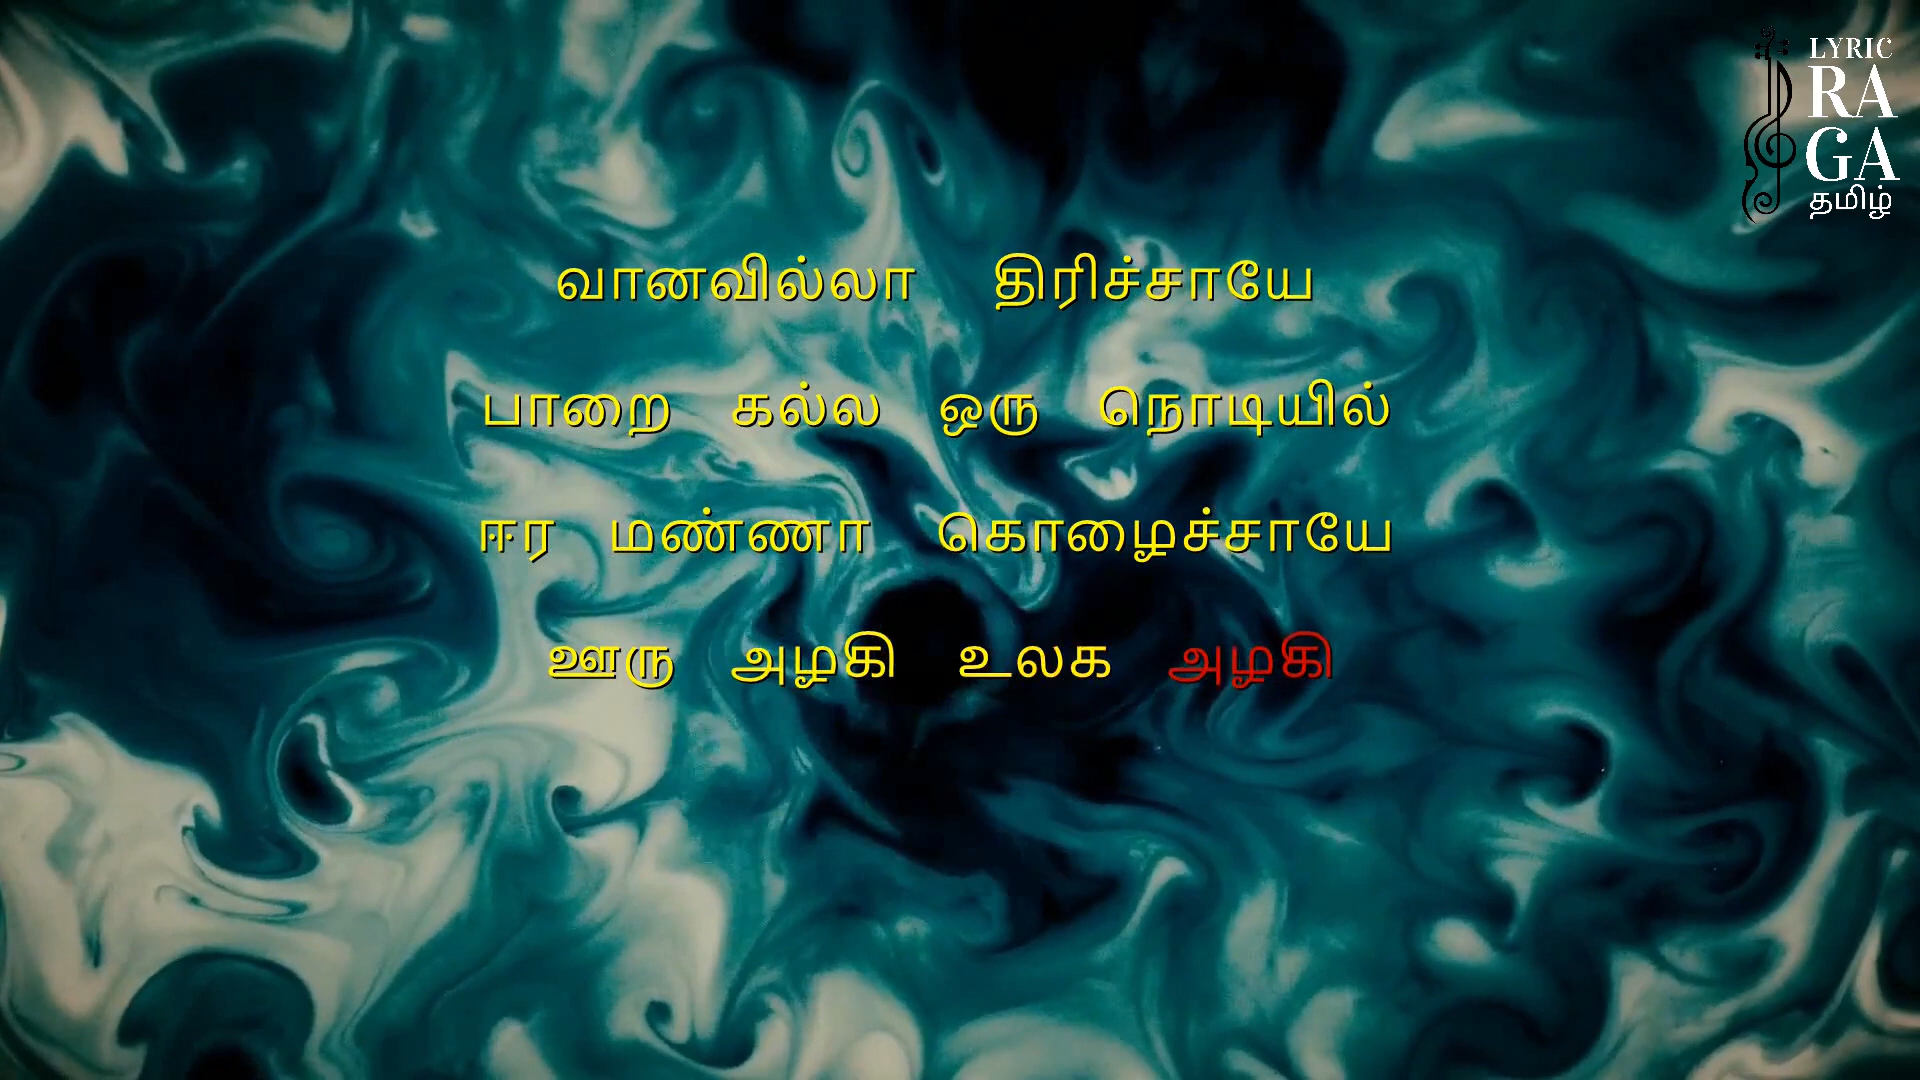 LYRIC
RA
GA
தமிழ்
வானவில்லா திரிச்சாயே
பாறை கல்ல ஒரு நொடியில்
ஈர மண்ணா கொழைச்சாயே
ஊரு அழகி உலக அழகி